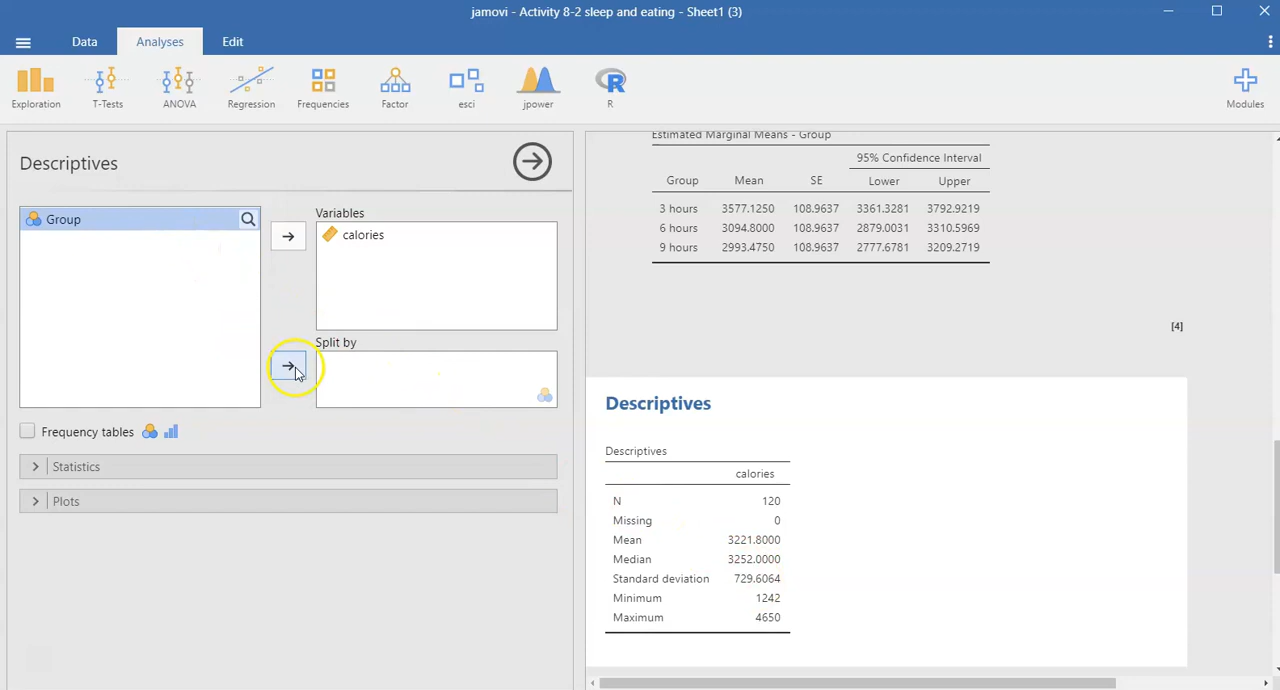 jamovi - Activity 8-2 sleep and eating - Sheet1 (3)
Data Analyses Edit
Exploration T-Tests ANOVA Regression Frequencies Factor esci jpower R Modules
Descriptives
Group
Variables
calories
Split by
Frequency tables
Statistics
Plots
Estimated Marginal Means - Group
95% Confidence Interval
Group Mean SE Lower Upper
3 hours 3577.1250 108.9637 3361.3281 3792.9219
6 hours 3094.8000 108.9637 2879.0031 3310.5969
9 hours 2993.4750 108.9637 2777.6781 3209.2719
[4]
Descriptives
Descriptives
calories
N 120
Missing 0
Mean 3221.8000
Median 3252.0000
Standard deviation 729.6064
Minimum 1242
Maximum 4650